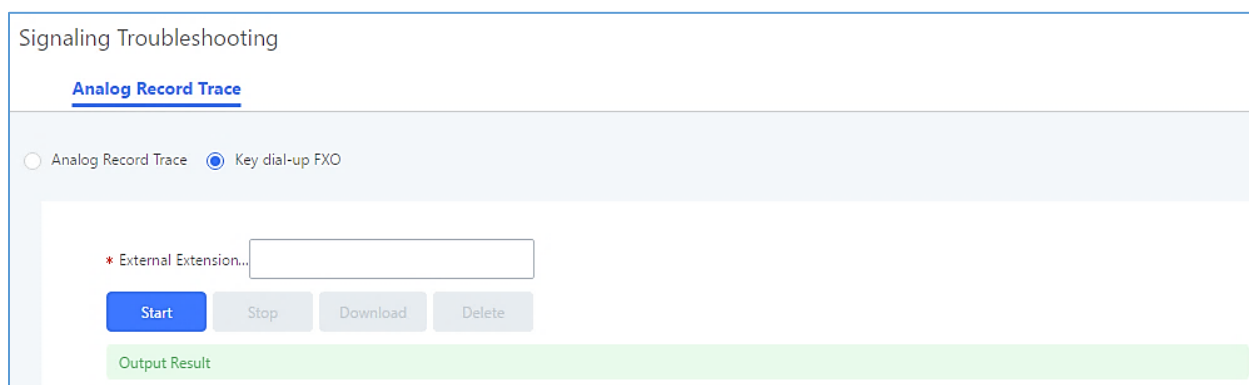 Signaling Troubleshooting
Analog Record Trace
Analog Record Trace Key dial-up FXO
* External Extension...
Start Stop Download Delete
Output Result